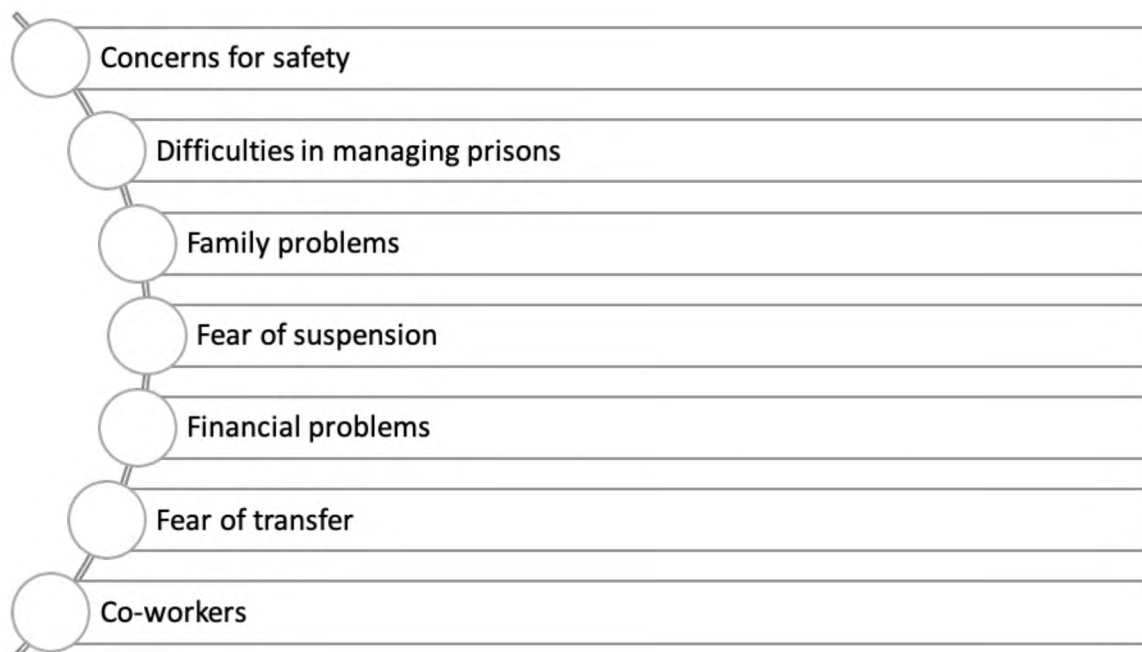 Concerns for safety
Difficulties in managing prisons
Family problems
Fear of suspension
Financial problems
Fear of transfer
Co-workers